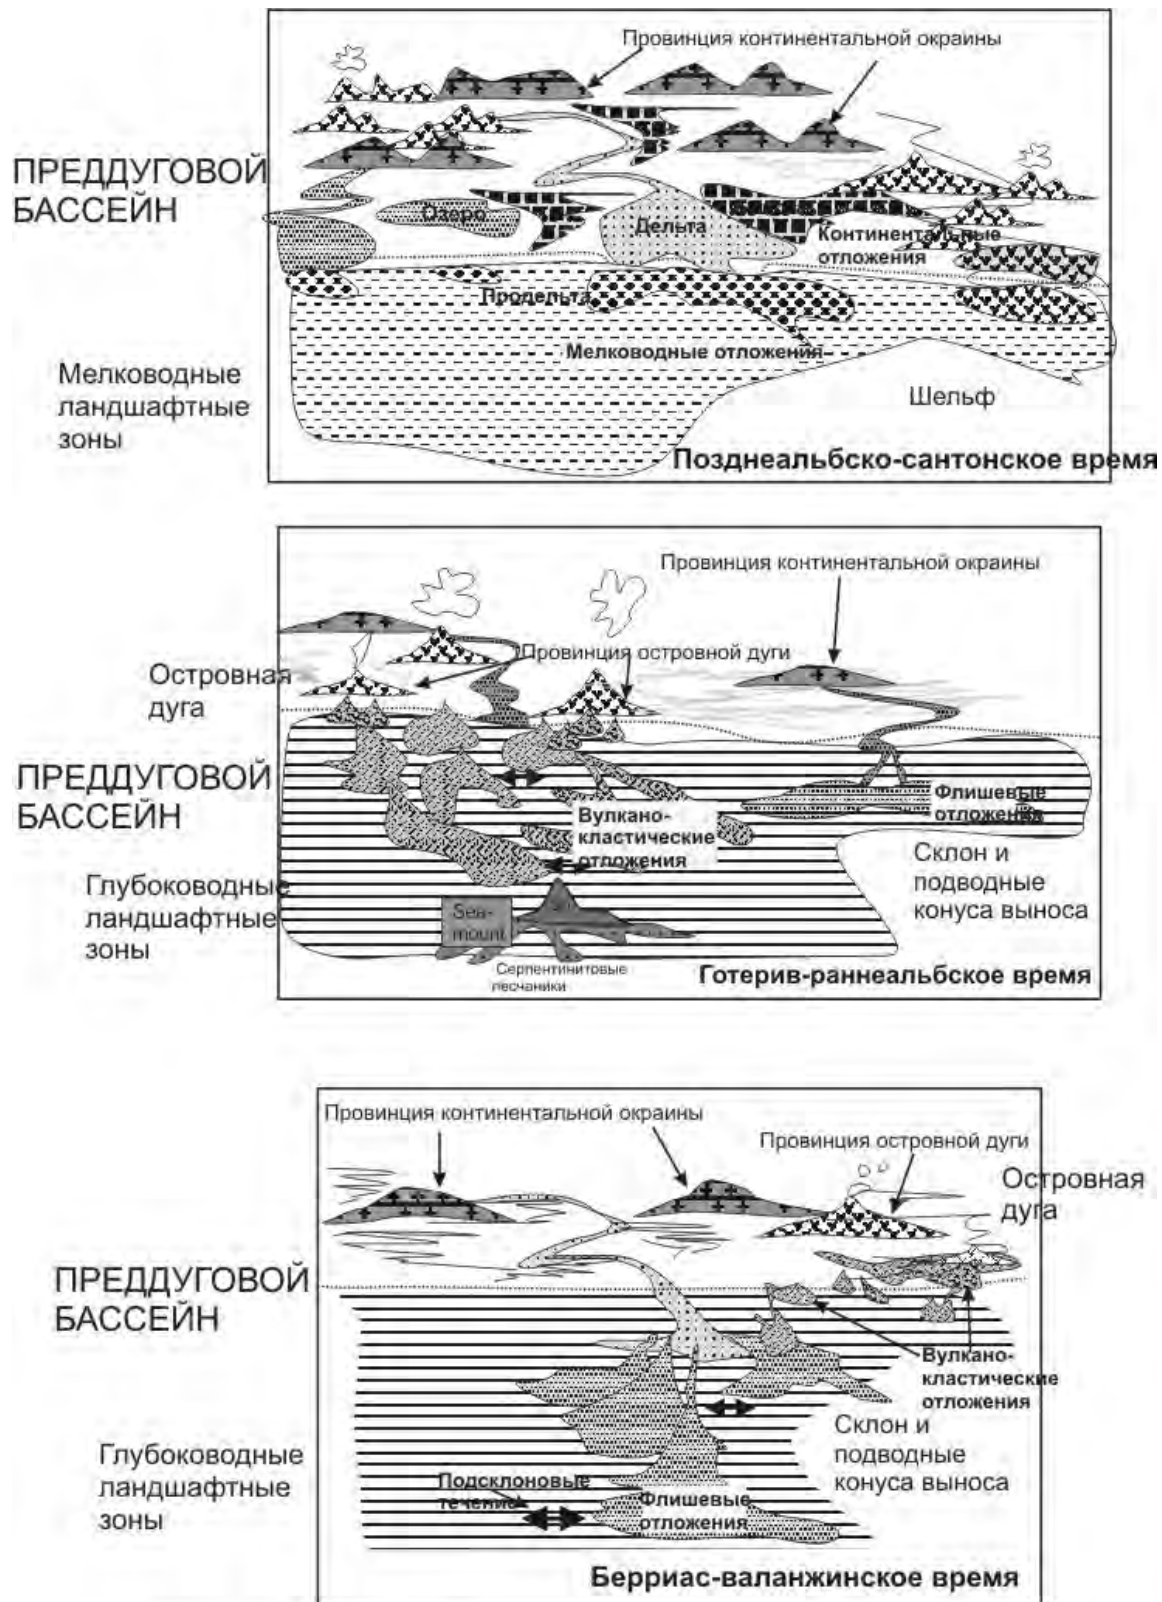 Провинция континентальной окраины
ПРЕДДУГОВОЙ
БАССЕЙН
Озеро
Дельта
Континентальные
отложения
Продельта
Мелководные отложения
Мелководные
ландшафтные
зоны
Шельф
Позднеальбско-сантонское время
Провинция континентальной окраины
Провинция островной дуги
Островная
дуга
ПРЕДДУГОВОЙ
БАССЕЙН
Флишевые
отложения
Вулкано-
кластические
отложения
Склон и
подводные
конуса выноса
Глубоководные
ландшафтные
зоны
Sea-
mount
Серпентинитовые
песчаники
Готерив-раннеальбское время
Провинция континентальной окраины
Провинция островной дуги
Островная
дуга
ПРЕДДУГОВОЙ
БАССЕЙН
Вулкано-
кластические
отложения
Склон и
подводные
конуса выноса
Глубоководные
ландшафтные
зоны
Подсклоновые
течение
Флишевые
отложения
Берриас-валанжинское время